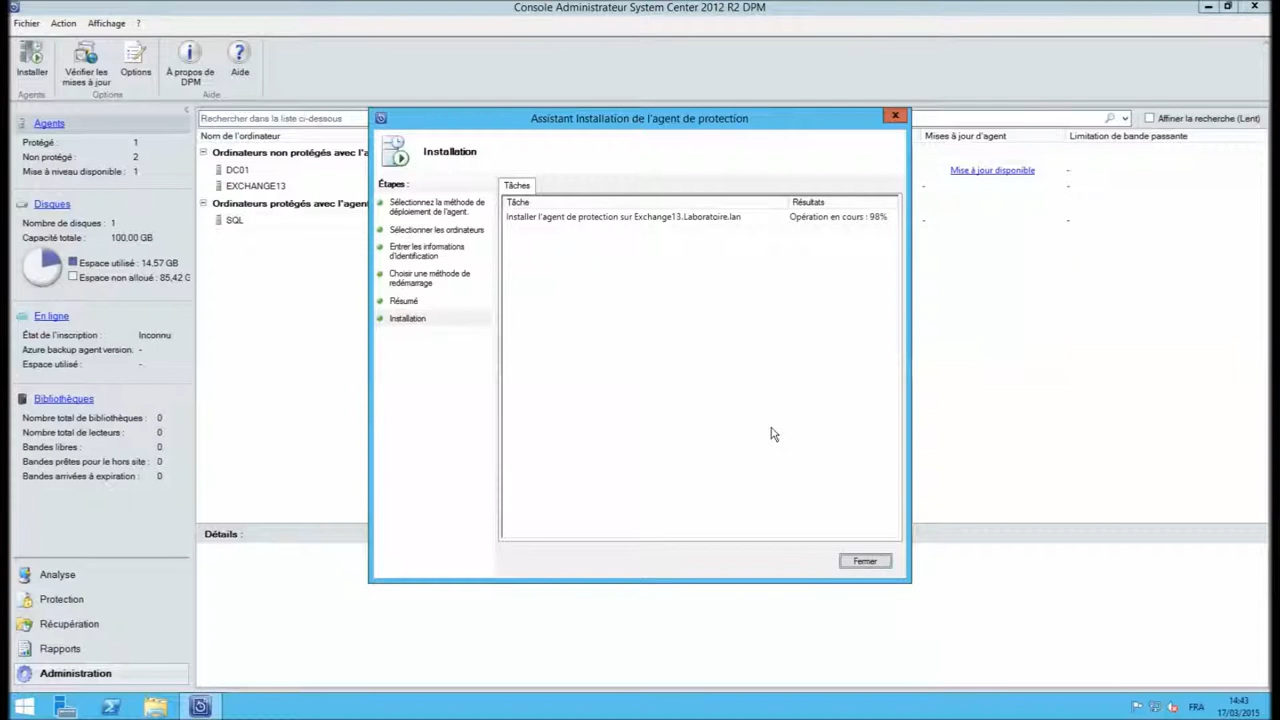 Console Administrateur System Center 2012 R2 DPM
Fichier Action Affichage ?
Installer
Vérifier les mises à jour
Options
À propos de DPM
Aide
Agents
Options
Aide
Agents
Protégé : 1
Non protégé : 2
Mise à niveau disponible : 1
Disques
Nombre de disques : 1
Capacité totale : 100,00 GB
Espace utilisé : 14.57 GB
Espace non alloué : 85,42 G
En ligne
État de l'inscription : Inconnu
Azure backup agent version: -
Espace utilisé : -
Bibliothèques
Nombre total de bibliothèques : 0
Nombre total de lecteurs : 0
Bandes libres : 0
Bandes prêtes pour le hors site : 0
Bandes arrivées à expiration : 0
Analyse
Protection
Récupération
Rapports
Administration
Rechercher dans la liste ci-dessous
Affiner la recherche (Lent)
Nom de l'ordinateur
Mises à jour d'agent
Limitation de bande passante
Ordinateurs non protégés avec l'a
DC01
Mise à jour disponible -
EXCHANGE13
- -
Ordinateurs protégés avec l'agen
SQL
- -
Détails :
Assistant Installation de l'agent de protection
Installation
Étapes :
Sélectionnez la méthode de
déploiement de l'agent.
Sélectionner les ordinateurs
Entrer les informations
d'identification
Choisir une méthode de
redémarrage
Résumé
Installation
Tâches
Tâche Résultats
Installer l'agent de protection sur Exchange13.Laboratoire.lan Opération en cours : 98%
Fermer
FRA
14:43
17/03/2015